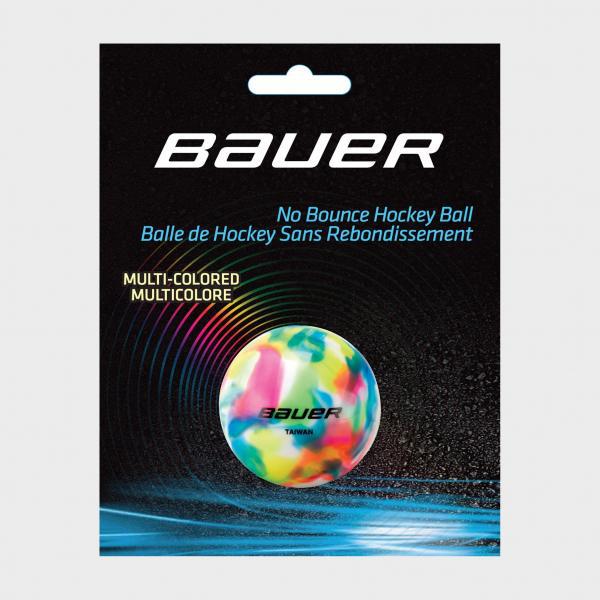 BAUER
No Bounce Hockey Ball
Balle de Hockey Sans Rebondissement
MULTI-COLORED
MULTICOLORE
BAUER
TAIWAN